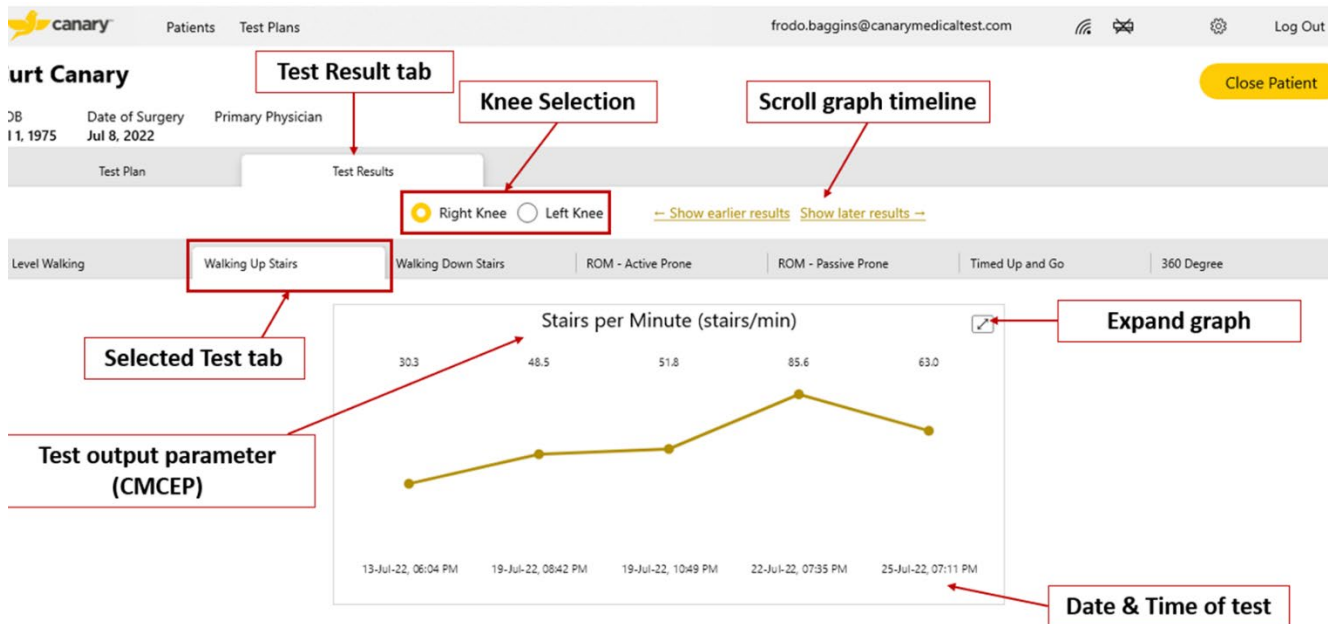 canary
Patients
Test Plans
frodo.baggins@canarymedicaltest.com
Log Out
urt Canary
Close Patient
OB
Date of Surgery
Primary Physician
l 1, 1975
Jul 8, 2022
Test Result tab
Knee Selection
Scroll graph timeline
Test Plan
Test Results
Right Knee
Left Knee
← Show earlier results
Show later results →
Level Walking
Walking Up Stairs
Walking Down Stairs
ROM - Active Prone
ROM - Passive Prone
Timed Up and Go
360 Degree
Selected Test tab
Stairs per Minute (stairs/min)
Expand graph
30.3
48.5
51.8
85.6
63.0
Test output parameter
(CMCEP)
13-Jul-22, 06:04 PM
19-Jul-22, 08:42 PM
19-Jul-22, 10:49 PM
22-Jul-22, 07:35 PM
25-Jul-22, 07:11 PM
Date & Time of test